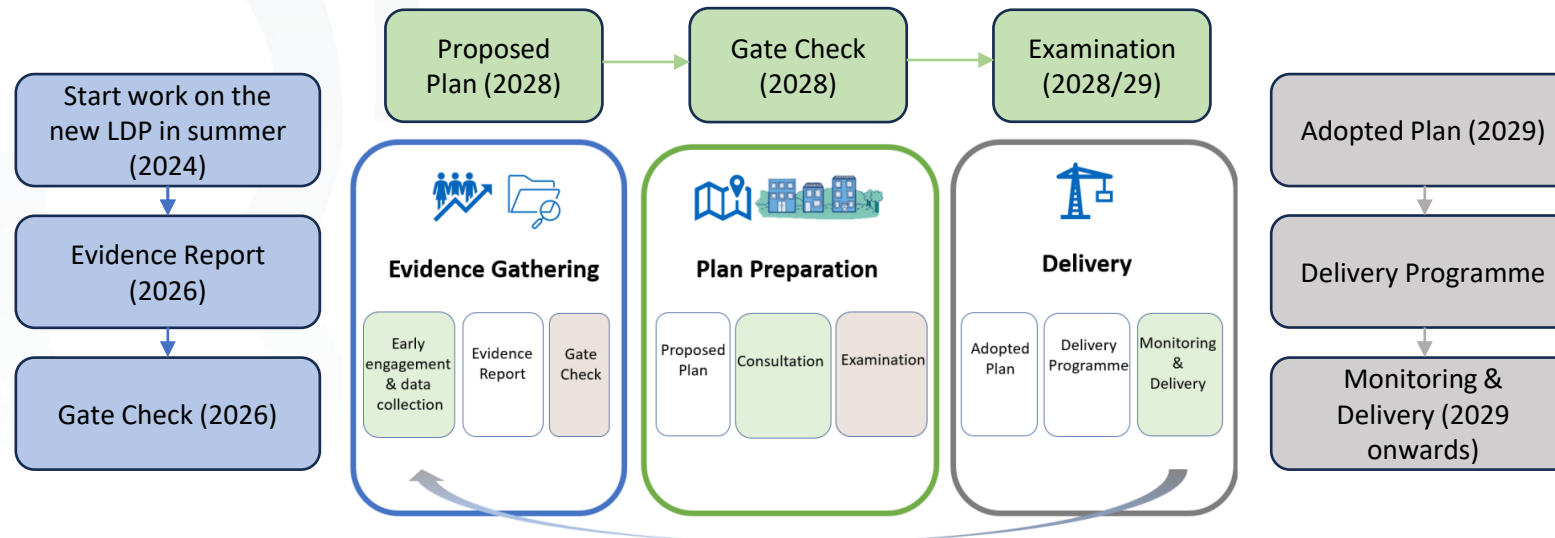 Start work on the
new LDP in summer
(2024)
Evidence Report
(2026)
Gate Check (2026)
Proposed
Plan (2028)
Gate Check
(2028)
Examination
(2028/29)
Evidence Gathering
Early
engagement
& data
collection
Evidence
Report
Gate
Check
Plan Preparation
Proposed
Plan
Consultation
Examination
Delivery
Adopted
Plan
Delivery
Programme
Monitoring
&
Delivery
Adopted Plan (2029)
Delivery Programme
Monitoring &
Delivery (2029
onwards)